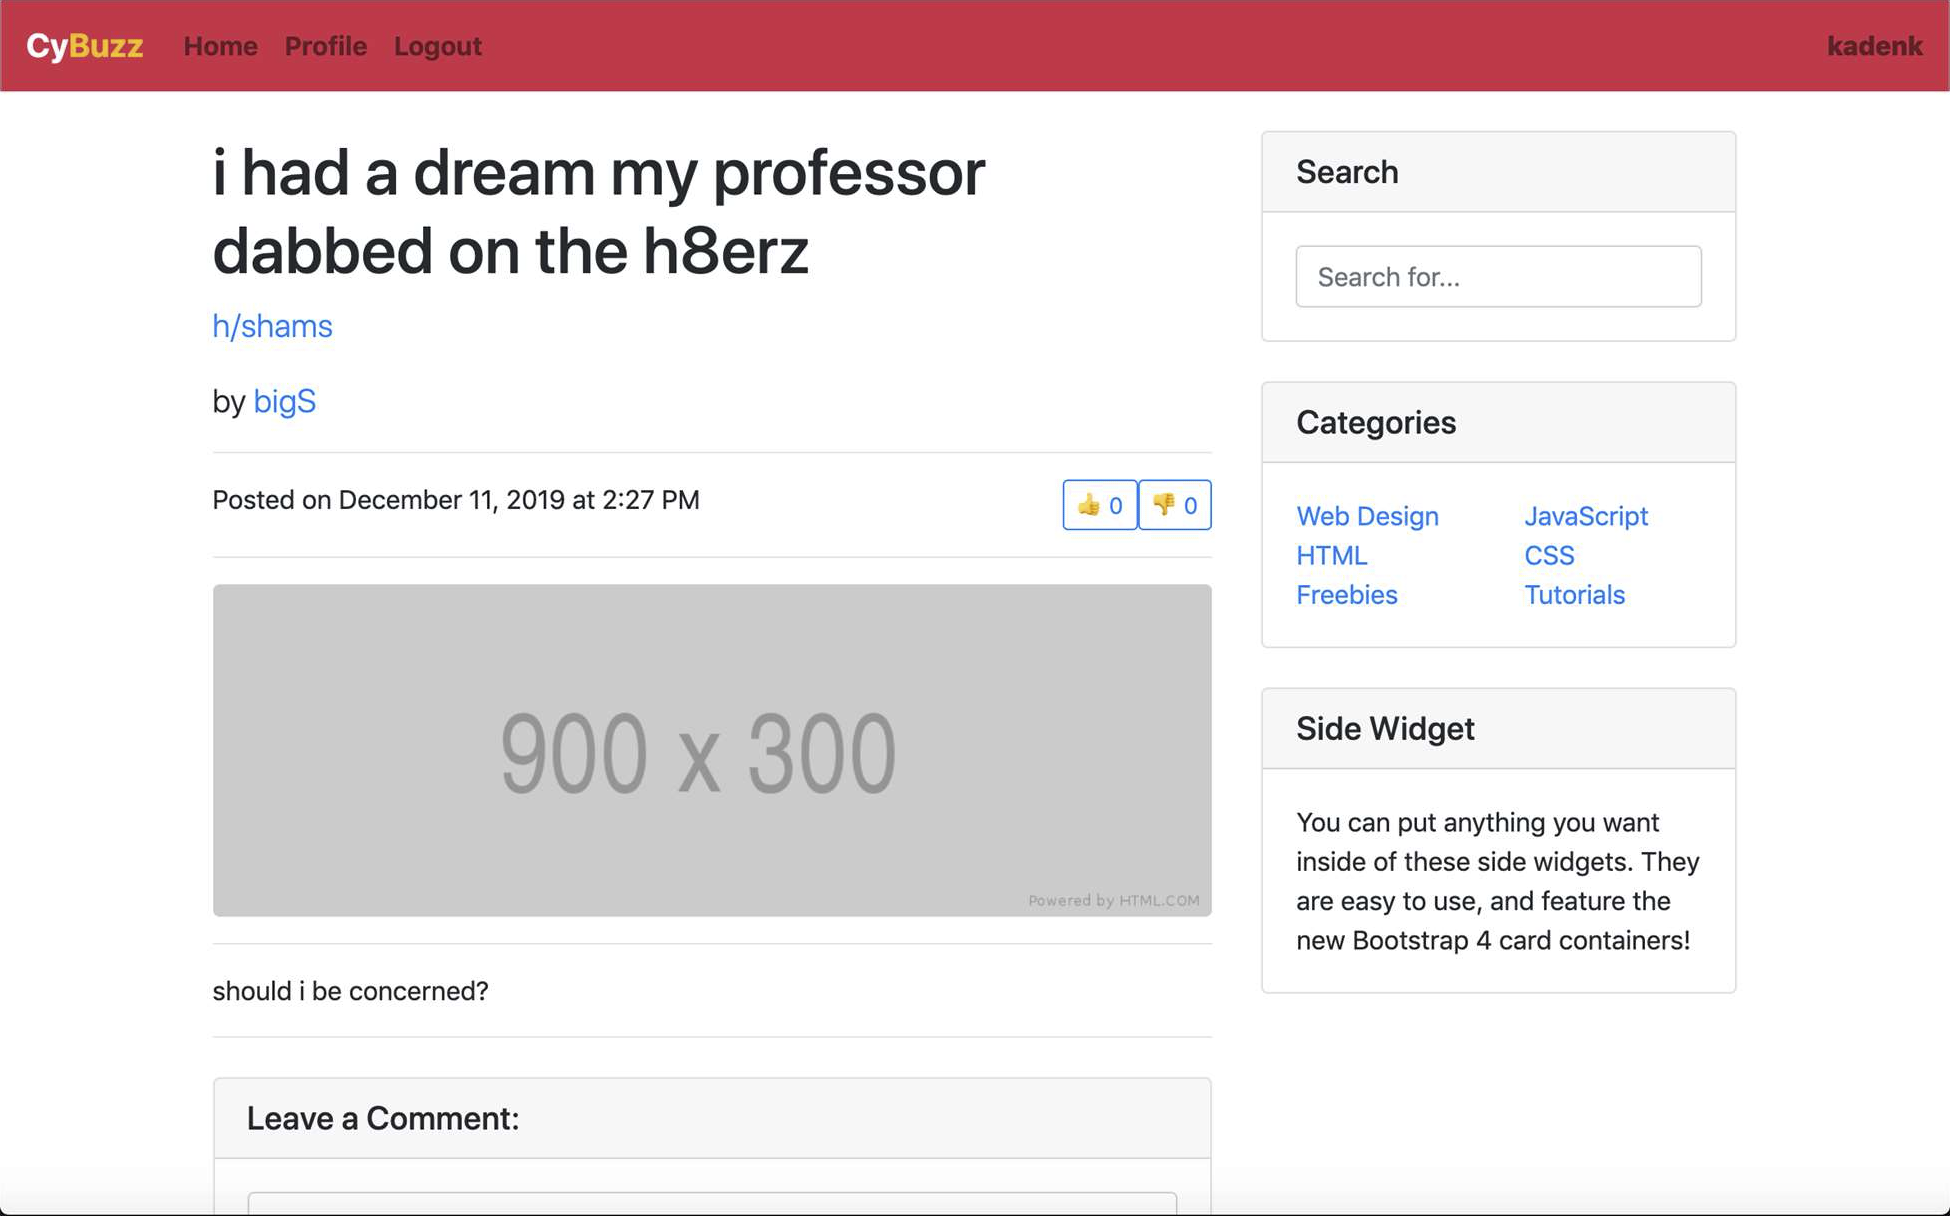 CyBuzz Home Profile Logout kadenk
i had a dream my professor
dabbed on the h8erz
h/shams
by bigS
Posted on December 11, 2019 at 2:27 PM
👍 0 👎 0
900 x 300
Powered by HTML.COM
should i be concerned?
Leave a Comment:
Search
Search for...
Categories
Web Design JavaScript
HTML CSS
Freebies Tutorials
Side Widget
You can put anything you want
inside of these side widgets. They
are easy to use, and feature the
new Bootstrap 4 card containers!